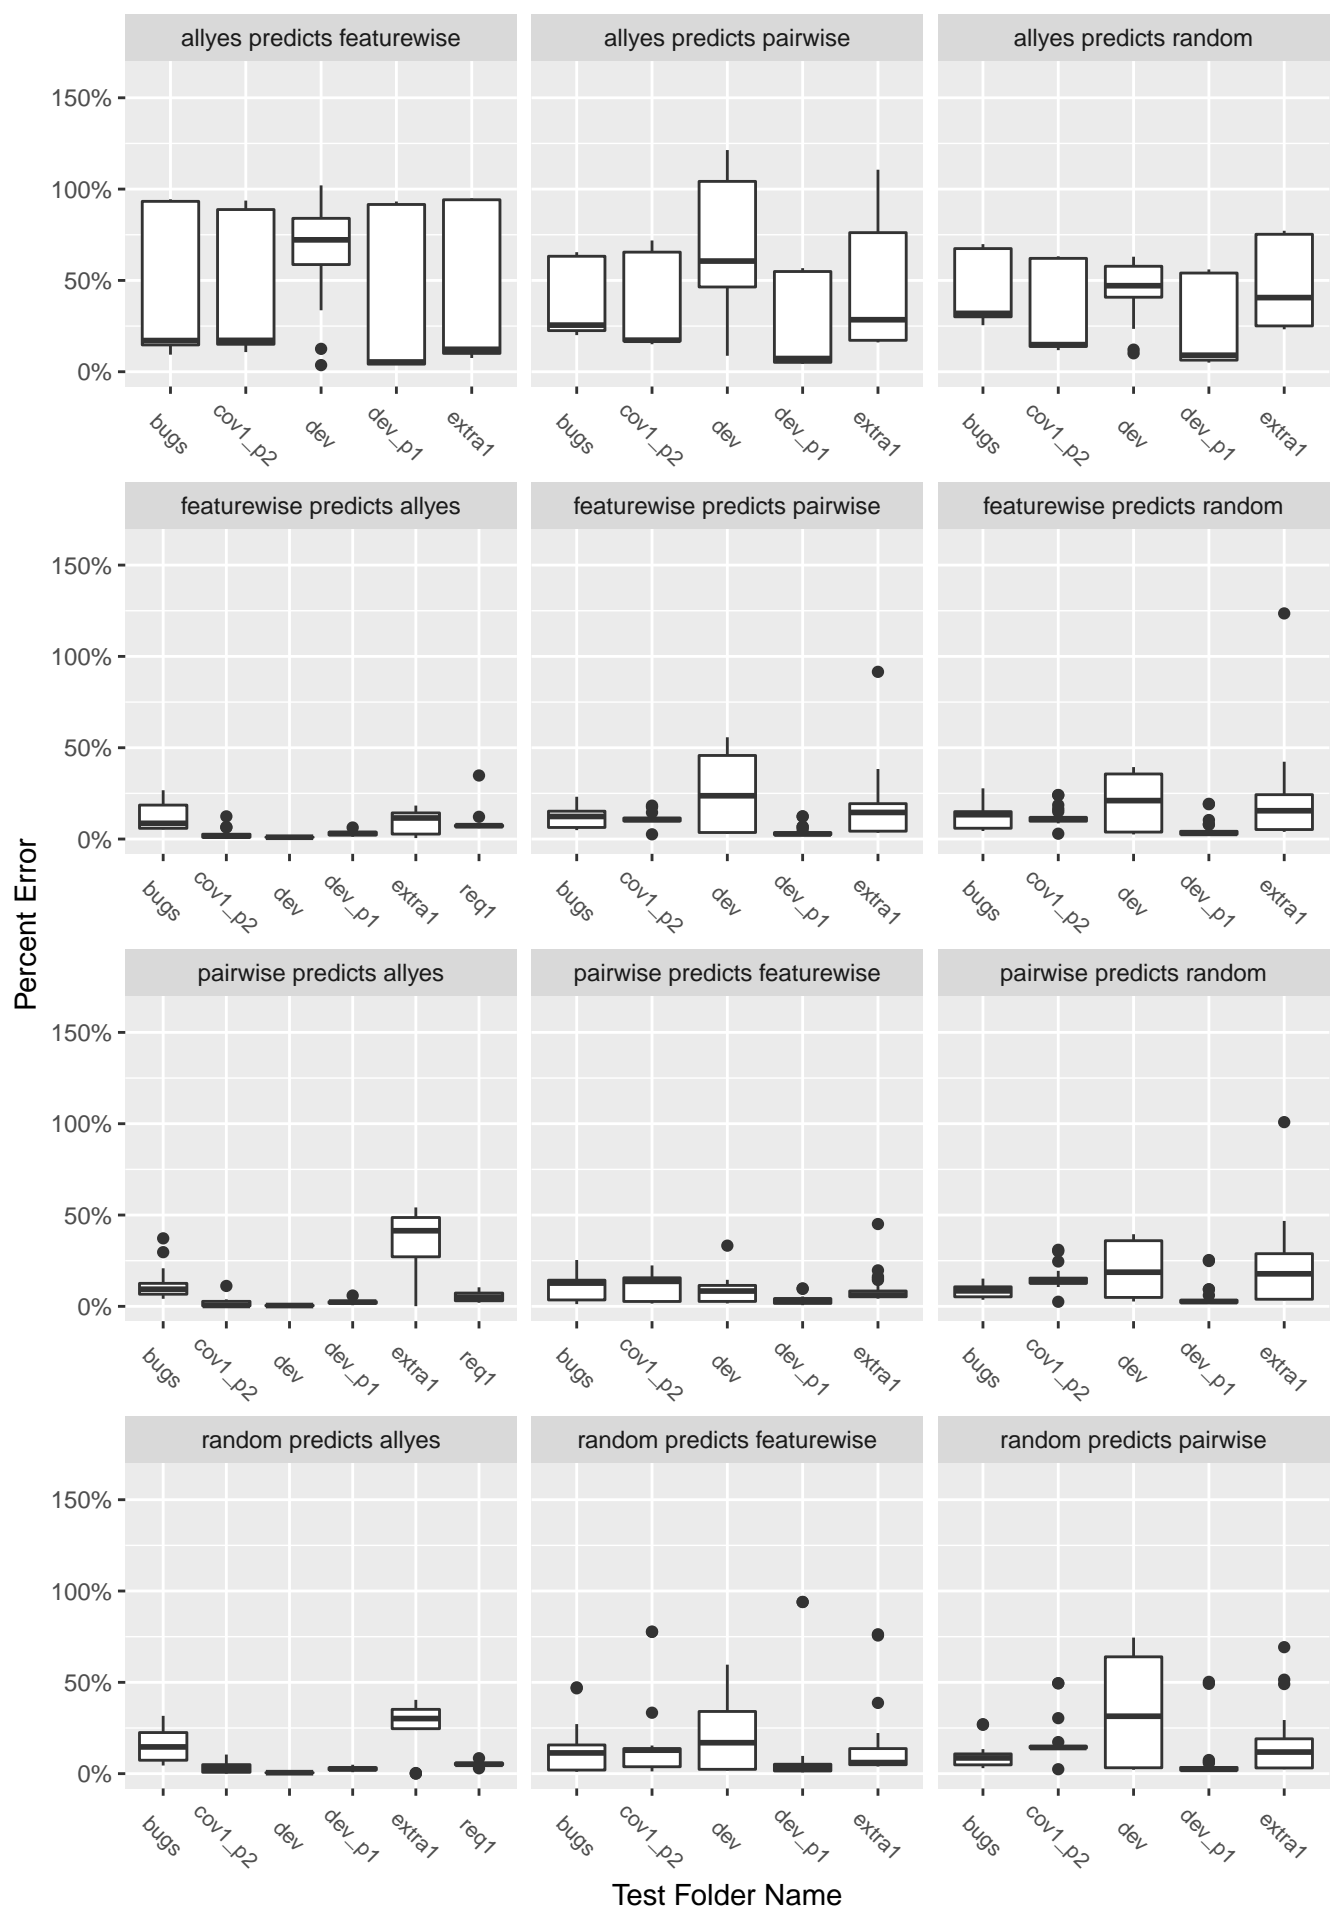 allyes predicts featurewise
allyes predicts pairwise
allyes predicts random
150%
100%
50%
0%
bugs
cov1_p2
dev
dev_p1
extra1
bugs
cov1_p2
dev
dev_p1
extra1
bugs
cov1_p2
dev
dev_p1
extra1
featurewise predicts allyes
featurewise predicts pairwise
featurewise predicts random
150%
100%
50%
0%
bugs
cov1_p2
dev
dev_p1
extra1
req1
bugs
cov1_p2
dev
dev_p1
extra1
bugs
cov1_p2
dev
dev_p1
extra1
Percent Error
pairwise predicts allyes
pairwise predicts featurewise
pairwise predicts random
150%
100%
50%
0%
bugs
cov1_p2
dev
dev_p1
extra1
req1
bugs
cov1_p2
dev
dev_p1
extra1
bugs
cov1_p2
dev
dev_p1
extra1
random predicts allyes
random predicts featurewise
random predicts pairwise
150%
100%
50%
0%
bugs
cov1_p2
dev
dev_p1
extra1
req1
bugs
cov1_p2
dev
dev_p1
extra1
bugs
cov1_p2
dev
dev_p1
extra1
Test Folder Name